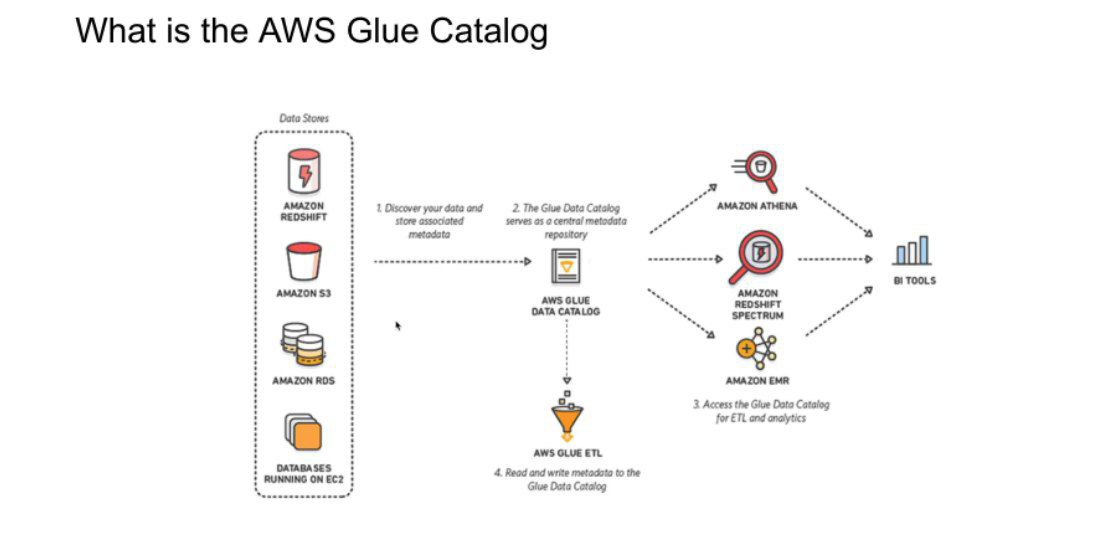 What is the AWS Glue Catalog
Data Stores
AMAZON
REDSHIFT
AMAZON S3
AMAZON RDS
DATABASES
RUNNING ON EC2
1. Discover your data and
store associated
metadata
2. The Glue Data Catalog
serves as a central metadata
repository
AWS GLUE
DATA CATALOG
AWS GLUE ETL
4. Read and write metadata to the
Glue Data Catalog
AMAZON ATHENA
AMAZON
REDSHIFT
SPECTRUM
AMAZON EMR
3. Access the Glue Data Catalog
for ETL and analytics
BI TOOLS